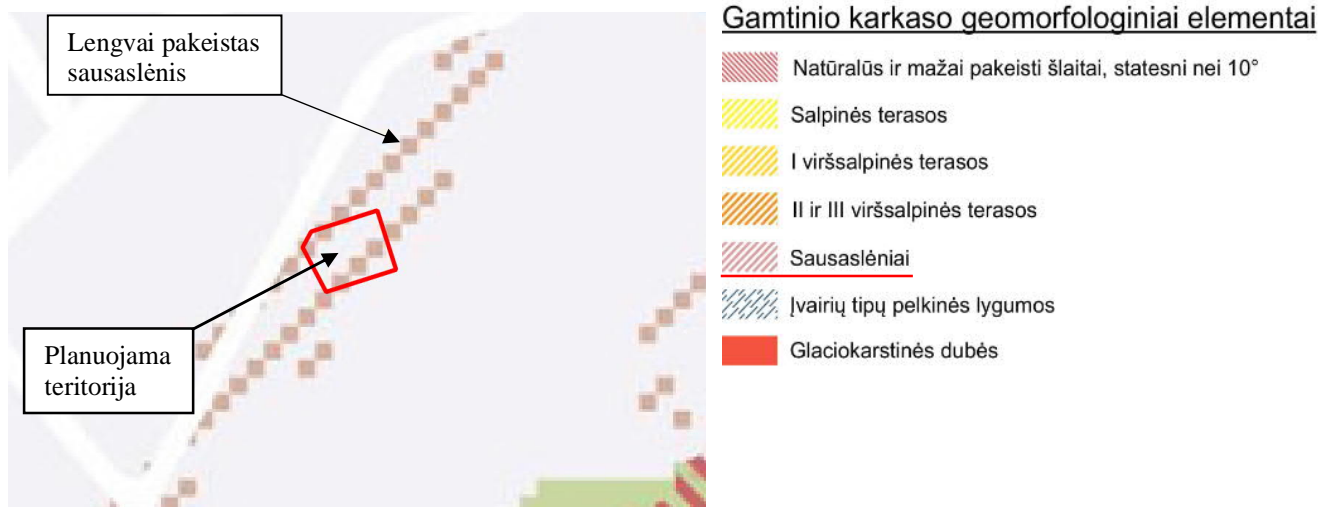 Lengvai pakeistas
sausaslėnis
Planuojama
teritorija
Gamtinio karkaso geomorfologiniai elementai
Natūralūs ir mažai pakeisti šlaitai, statesni nei 10°
Salpinės terasos
I viršsalpinės terasos
II ir III viršsalpinės terasos
Sausaslėniai
Įvairių tipų pelkinės lygumos
Glaciokarstinės dubės